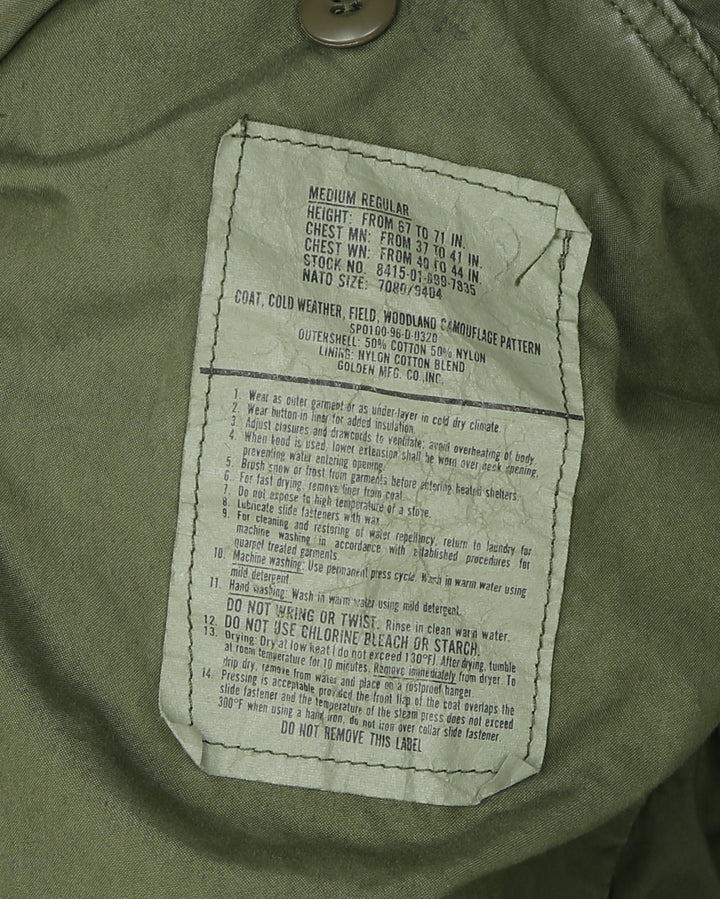 MEDIUM REGULAR
HEIGHT: FROM 67 TO 71 IN.
CHEST MN: FROM 37 TO 41 IN.
CHEST WN: FROM 40 TO 44 IN.
STOCK NO. 8415-01-099-7835
NATO SIZE: 7080/9404
COAT, COLD WEATHER, FIELD, WOODLAND CAMOUFLAGE PATTERN
SPO100-96-D-0320
OUTERSHELL: 50% COTTON 50% NYLON
LINING: NYLON COTTON BLEND
GOLDEN MFG. CO., INC.
1. Wear as outer garment or as under-layer in cold dry climate.
2. Wear button-in liner for added insulation.
3. Adjust closures and drawcords to ventilate; avoid overheating of body.
4. When hood is used, lower extension shall be worn over neck opening,
preventing water entering opening.
5. Brush snow or frost from garments before entering heated shelters.
6. For fast drying, remove liner from coat.
7. Do not expose to high temperature of a stove.
8. Lubricate slide fasteners with wax.
9. For cleaning and restoring of water repellency, return to laundry for
machine washing in accordance with established procedures for
quarpel treated garments.
10. Machine washing: Use permanent press cycle. Wash in warm water using
mild detergent.
11. Hand washing: Wash in warm water using mild detergent.
DO NOT WRING OR TWIST. Rinse in clean warm water.
12. DO NOT USE CHLORINE BLEACH OR STARCH.
13. Drying: Dry at low heat (do not exceed 130°F). After drying, tumble
at room temperature for 10 minutes. Remove immediately from dryer. To
drip dry, remove from water and place on a rustproof hanger.
14. Pressing is acceptable provided the front flap of the coat overlaps the
slide fastener and the temperature of the steam press does not exceed
300°F when using a hand iron, do not iron over collar slide fastener.
DO NOT REMOVE THIS LABEL